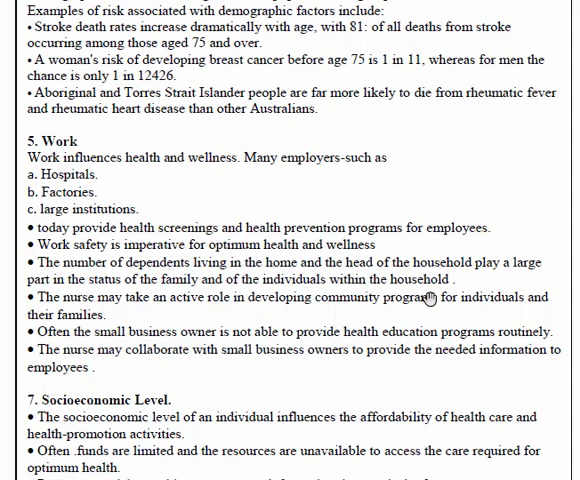 Examples of risk associated with demographic factors include:
• Stroke death rates increase dramatically with age, with 81: of all deaths from stroke
occurring among those aged 75 and over.
• A woman's risk of developing breast cancer before age 75 is 1 in 11, whereas for men the
chance is only 1 in 12426.
• Aboriginal and Torres Strait Islander people are far more likely to die from rheumatic fever
and rheumatic heart disease than other Australians.
5. Work
Work influences health and wellness. Many employers-such as
a. Hospitals.
b. Factories.
c. large institutions.
• today provide health screenings and health prevention programs for employees.
• Work safety is imperative for optimum health and wellness
• The number of dependents living in the home and the head of the household play a large
part in the status of the family and of the individuals within the household .
• The nurse may take an active role in developing community program for individuals and
their families.
• Often the small business owner is not able to provide health education programs routinely.
• The nurse may collaborate with small business owners to provide the needed information to
employees .
7. Socioeconomic Level.
• The socioeconomic level of an individual influences the affordability of health care and
health-promotion activities.
• Often .funds are limited and the resources are unavailable to access the care required for
optimum health.